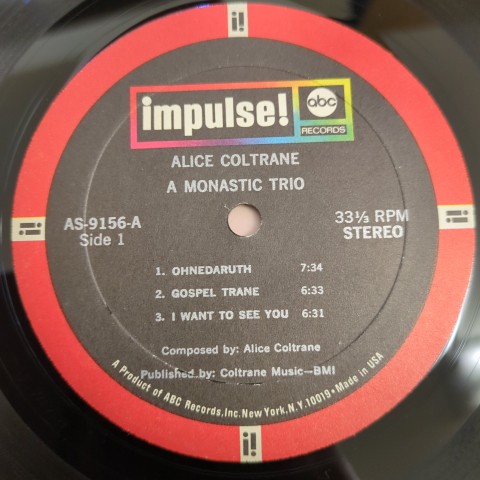 impulse!
abc
RECORDS
ALICE COLTRANE
A MONASTIC TRIO
AS-9156-A
Side 1
33⅓ RPM
STEREO
1. OHNEDARUTH 7:34
2. GOSPEL TRANE 6:33
3. I WANT TO SEE YOU 6:31
Composed by: Alice Coltrane
Published by: Coltrane Music—BMI
A Product of ABC Records, Inc. New York, N.Y. 10019 • Made in USA
i!
i!
i!
i!